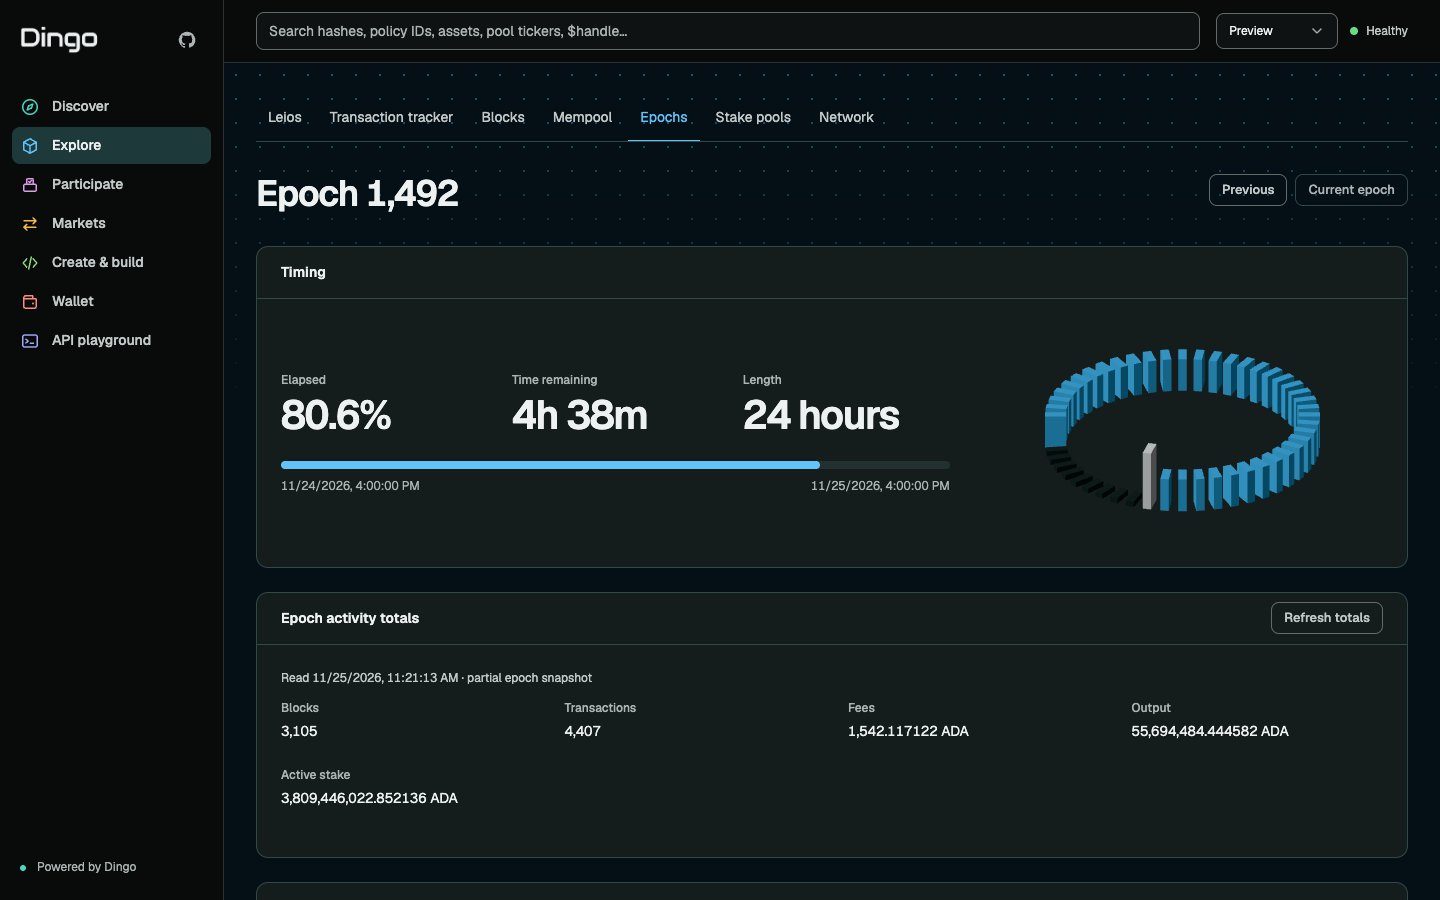 Dingo
Search hashes, policy IDs, assets, pool tickers, $handle...
Preview
Healthy
Discover
Explore
Participate
Markets
Create & build
Wallet
API playground
Powered by Dingo
Leios
Transaction tracker
Blocks
Mempool
Epochs
Stake pools
Network
Epoch 1,492
Previous
Current epoch
Timing
Elapsed
80.6%
Time remaining
4h 38m
Length
24 hours
11/24/2026, 4:00:00 PM
11/25/2026, 4:00:00 PM
Epoch activity totals
Refresh totals
Read 11/25/2026, 11:21:13 AM · partial epoch snapshot
Blocks
3,105
Transactions
4,407
Fees
1,542.117122 ADA
Output
55,694,484.444582 ADA
Active stake
3,809,446,022.852136 ADA